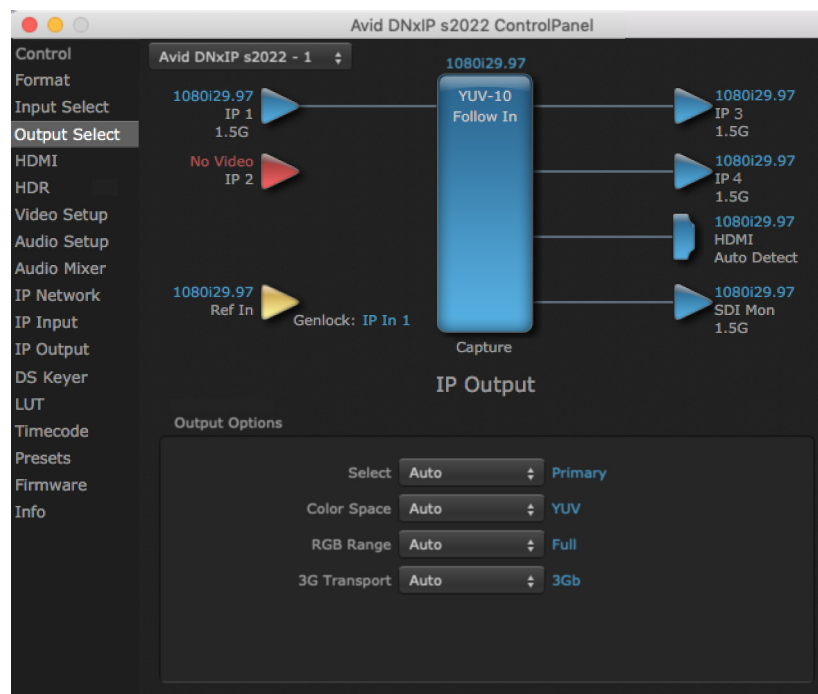 Avid DNxIP s2022 ControlPanel
Control
Format
Input Select
Output Select
HDMI
HDR
Video Setup
Audio Setup
Audio Mixer
IP Network
IP Input
IP Output
DS Keyer
LUT
Timecode
Presets
Firmware
Info
Avid DNxIP s2022 - 1
1080i29.97
IP 1
1.5G
No Video
IP 2
1080i29.97
Ref In
Genlock: IP In 1
1080i29.97
YUV-10
Follow In
Capture
1080i29.97
IP 3
1.5G
1080i29.97
IP 4
1.5G
1080i29.97
HDMI
Auto Detect
1080i29.97
SDI Mon
1.5G
IP Output
Output Options
Select Auto Primary
Color Space Auto YUV
RGB Range Auto Full
3G Transport Auto 3Gb